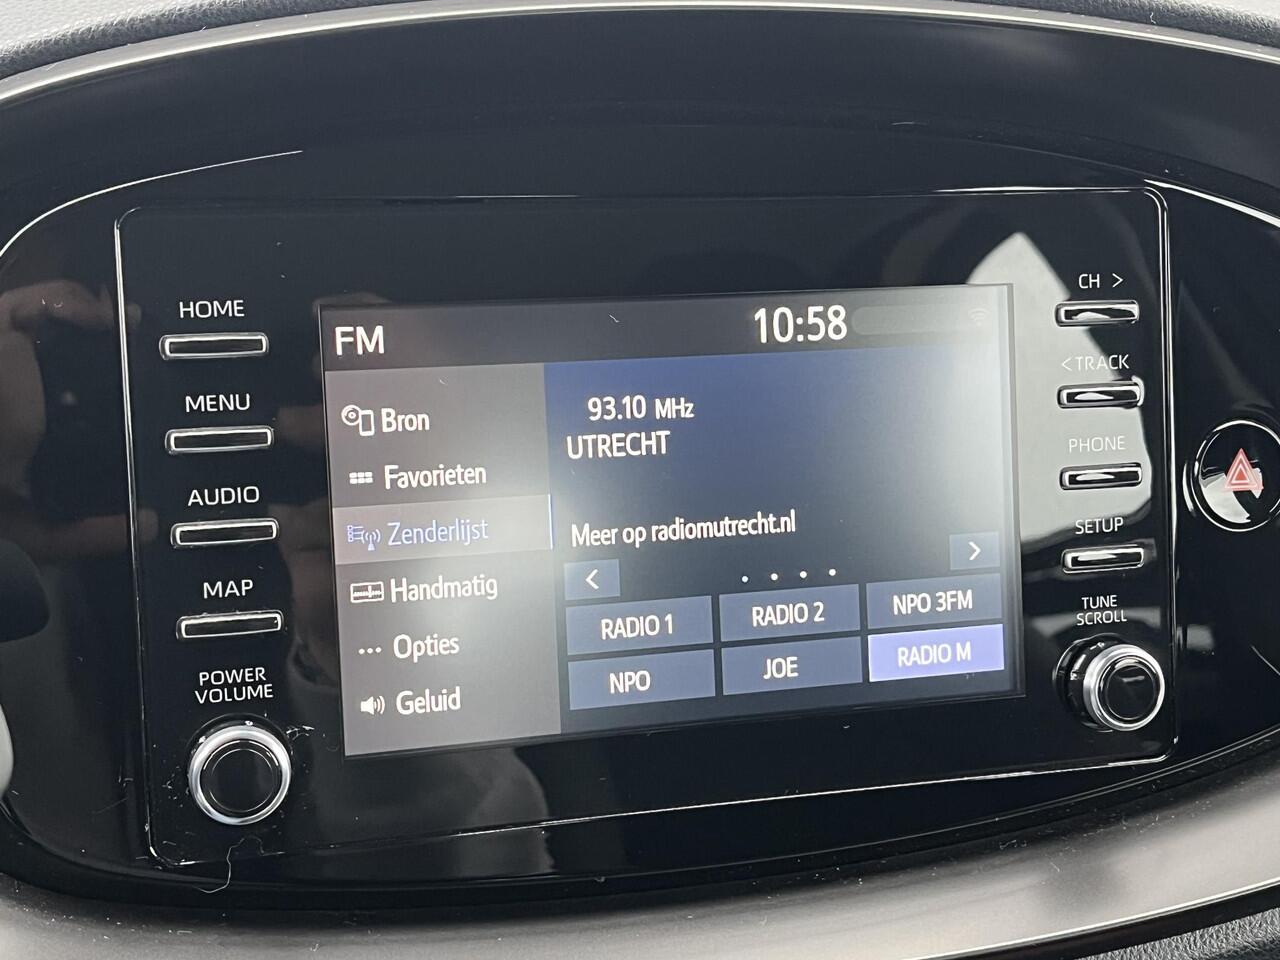 HOME
MENU
AUDIO
MAP
POWER
VOLUME
FM
10:58
Bron
Favorieten
Zenderlijst
Handmatig
Opties
Geluid
93.10 MHz
UTRECHT
Meer op radiomutrecht.nl
< >
RADIO 1
RADIO 2
NPO 3FM
NPO
JOE
RADIO M
CH >
< TRACK
PHONE
SETUP
TUNE
SCROLL